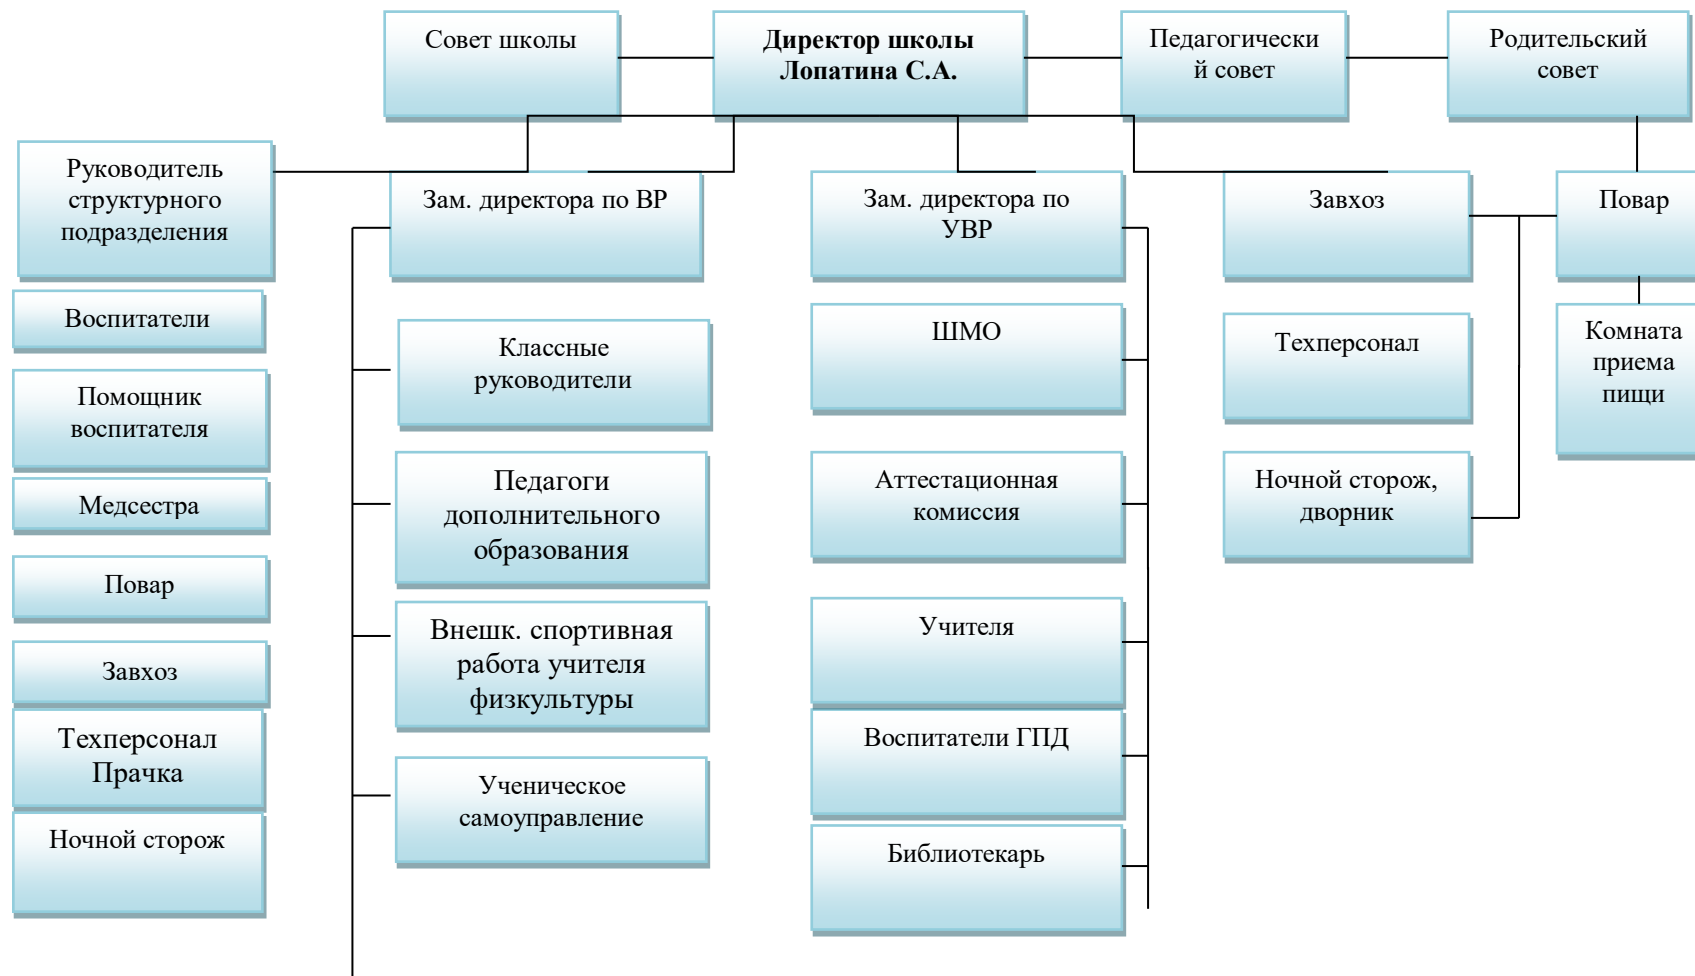 Совет школы
Директор школы
Лопатина С.А.
Педагогически
й совет
Родительский
совет
Руководитель
структурного
подразделения
Зам. директора по ВР
Зам. директора по
УВР
Завхоз
Повар
Воспитатели
Помощник
воспитателя
Медсестра
Повар
Завхоз
Техперсонал
Прачка
Ночной сторож
Классные
руководители
Педагоги
дополнительного
образования
Внешк. спортивная
работа учителя
физкультуры
Ученическое
самоуправление
ШМО
Аттестационная
комиссия
Учителя
Воспитатели ГПД
Библиотекарь
Техперсонал
Ночной сторож,
дворник
Комната
приема
пищи